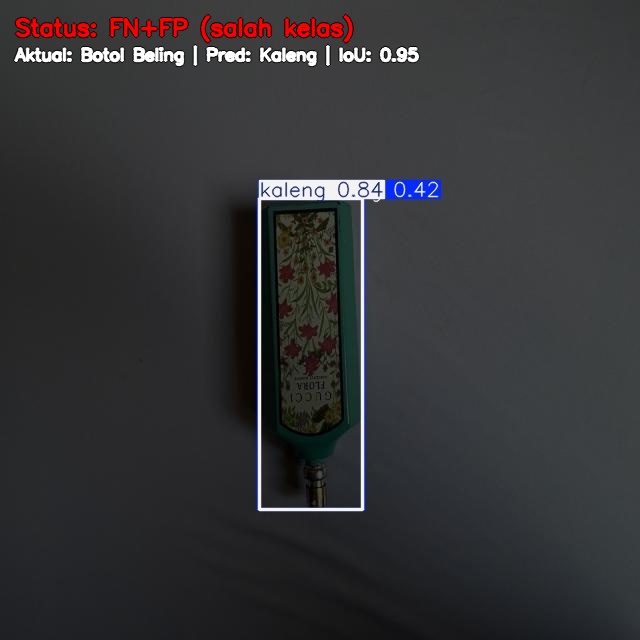 Status: FN+FP (salah kelas)
Aktual: Botol Beling | Pred: Kaleng | IoU: 0.95
kaleng 0.84 0.42
GUCCI
FLORA